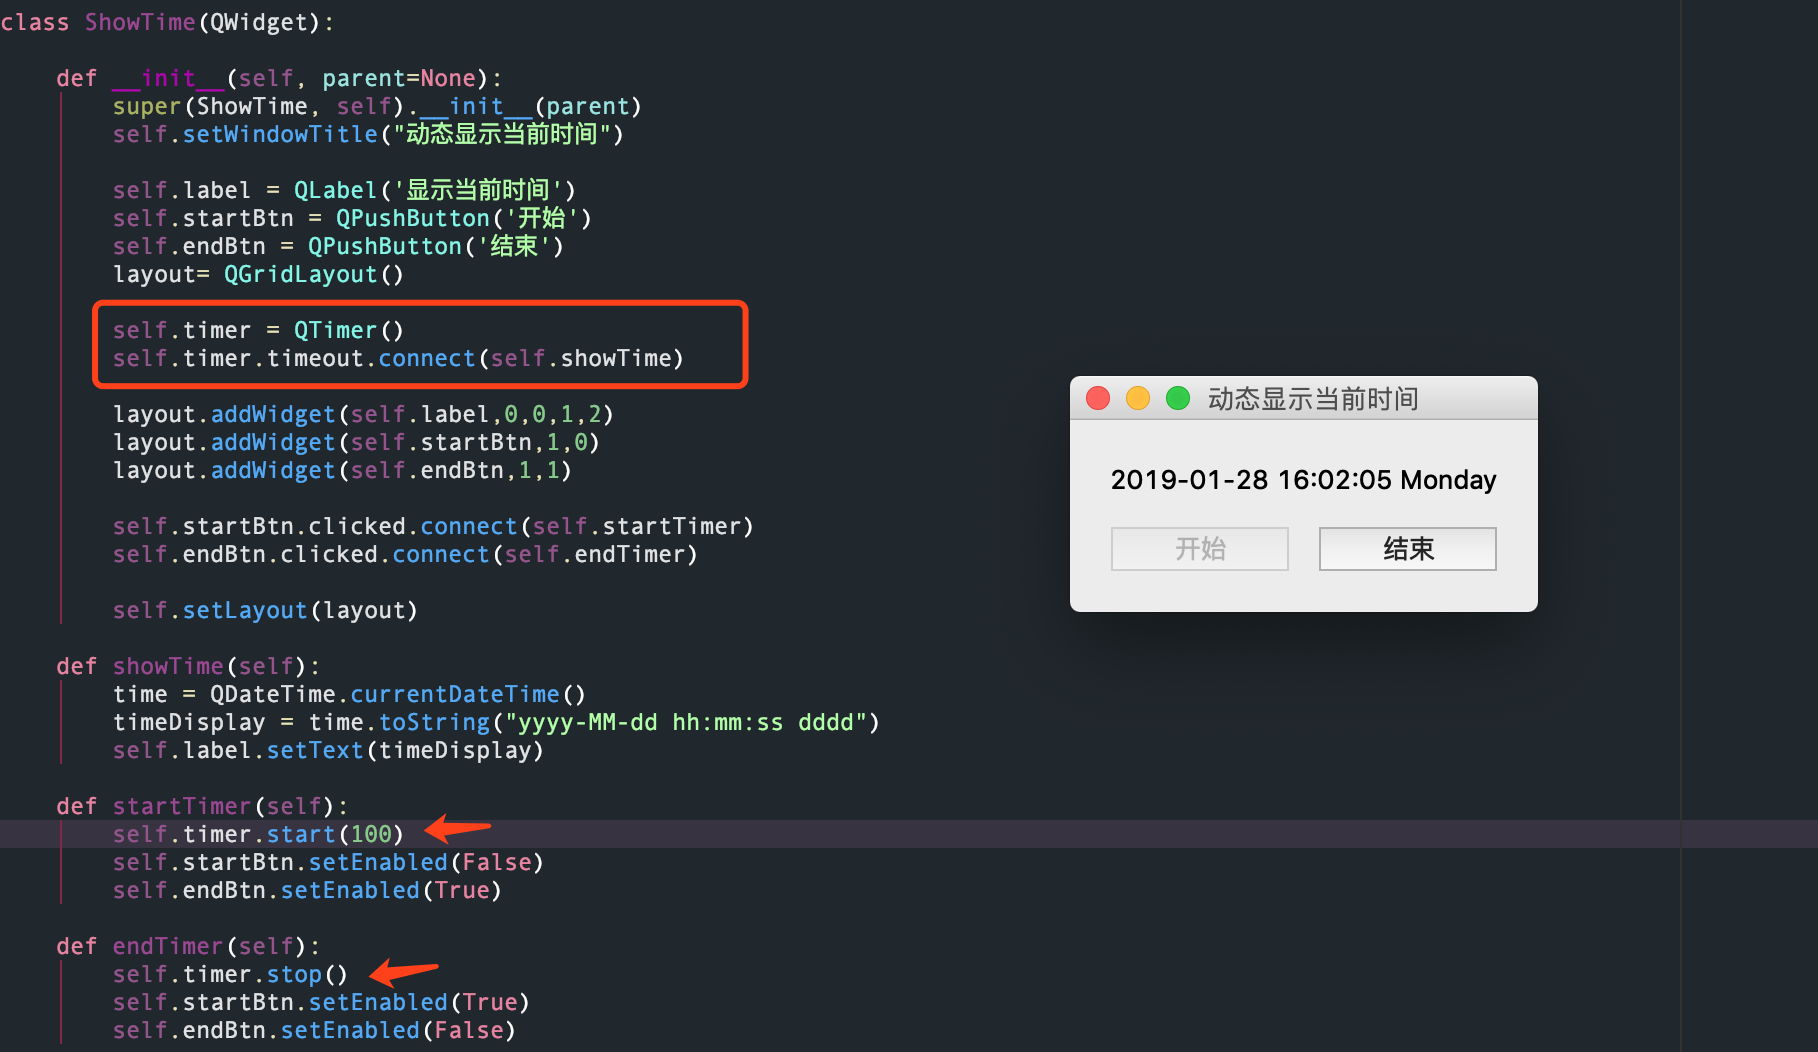 class ShowTime(QWidget):
def __init__(self, parent=None):
super(ShowTime, self).__init__(parent)
self.setWindowTitle("动态显示当前时间")
self.label = QLabel('显示当前时间')
self.startBtn = QPushButton('开始')
self.endBtn = QPushButton('结束')
layout= QGridLayout()
self.timer = QTimer()
self.timer.timeout.connect(self.showTime)
layout.addWidget(self.label,0,0,1,2)
layout.addWidget(self.startBtn,1,0)
layout.addWidget(self.endBtn,1,1)
self.startBtn.clicked.connect(self.startTimer)
self.endBtn.clicked.connect(self.endTimer)
self.setLayout(layout)
def showTime(self):
time = QDateTime.currentDateTime()
timeDisplay = time.toString("yyyy-MM-dd hh:mm:ss dddd")
self.label.setText(timeDisplay)
def startTimer(self):
self.timer.start(100)
self.startBtn.setEnabled(False)
self.endBtn.setEnabled(True)
def endTimer(self):
self.timer.stop()
self.startBtn.setEnabled(True)
self.endBtn.setEnabled(False)
动态显示当前时间
2019-01-28 16:02:05 Monday
开始 结束